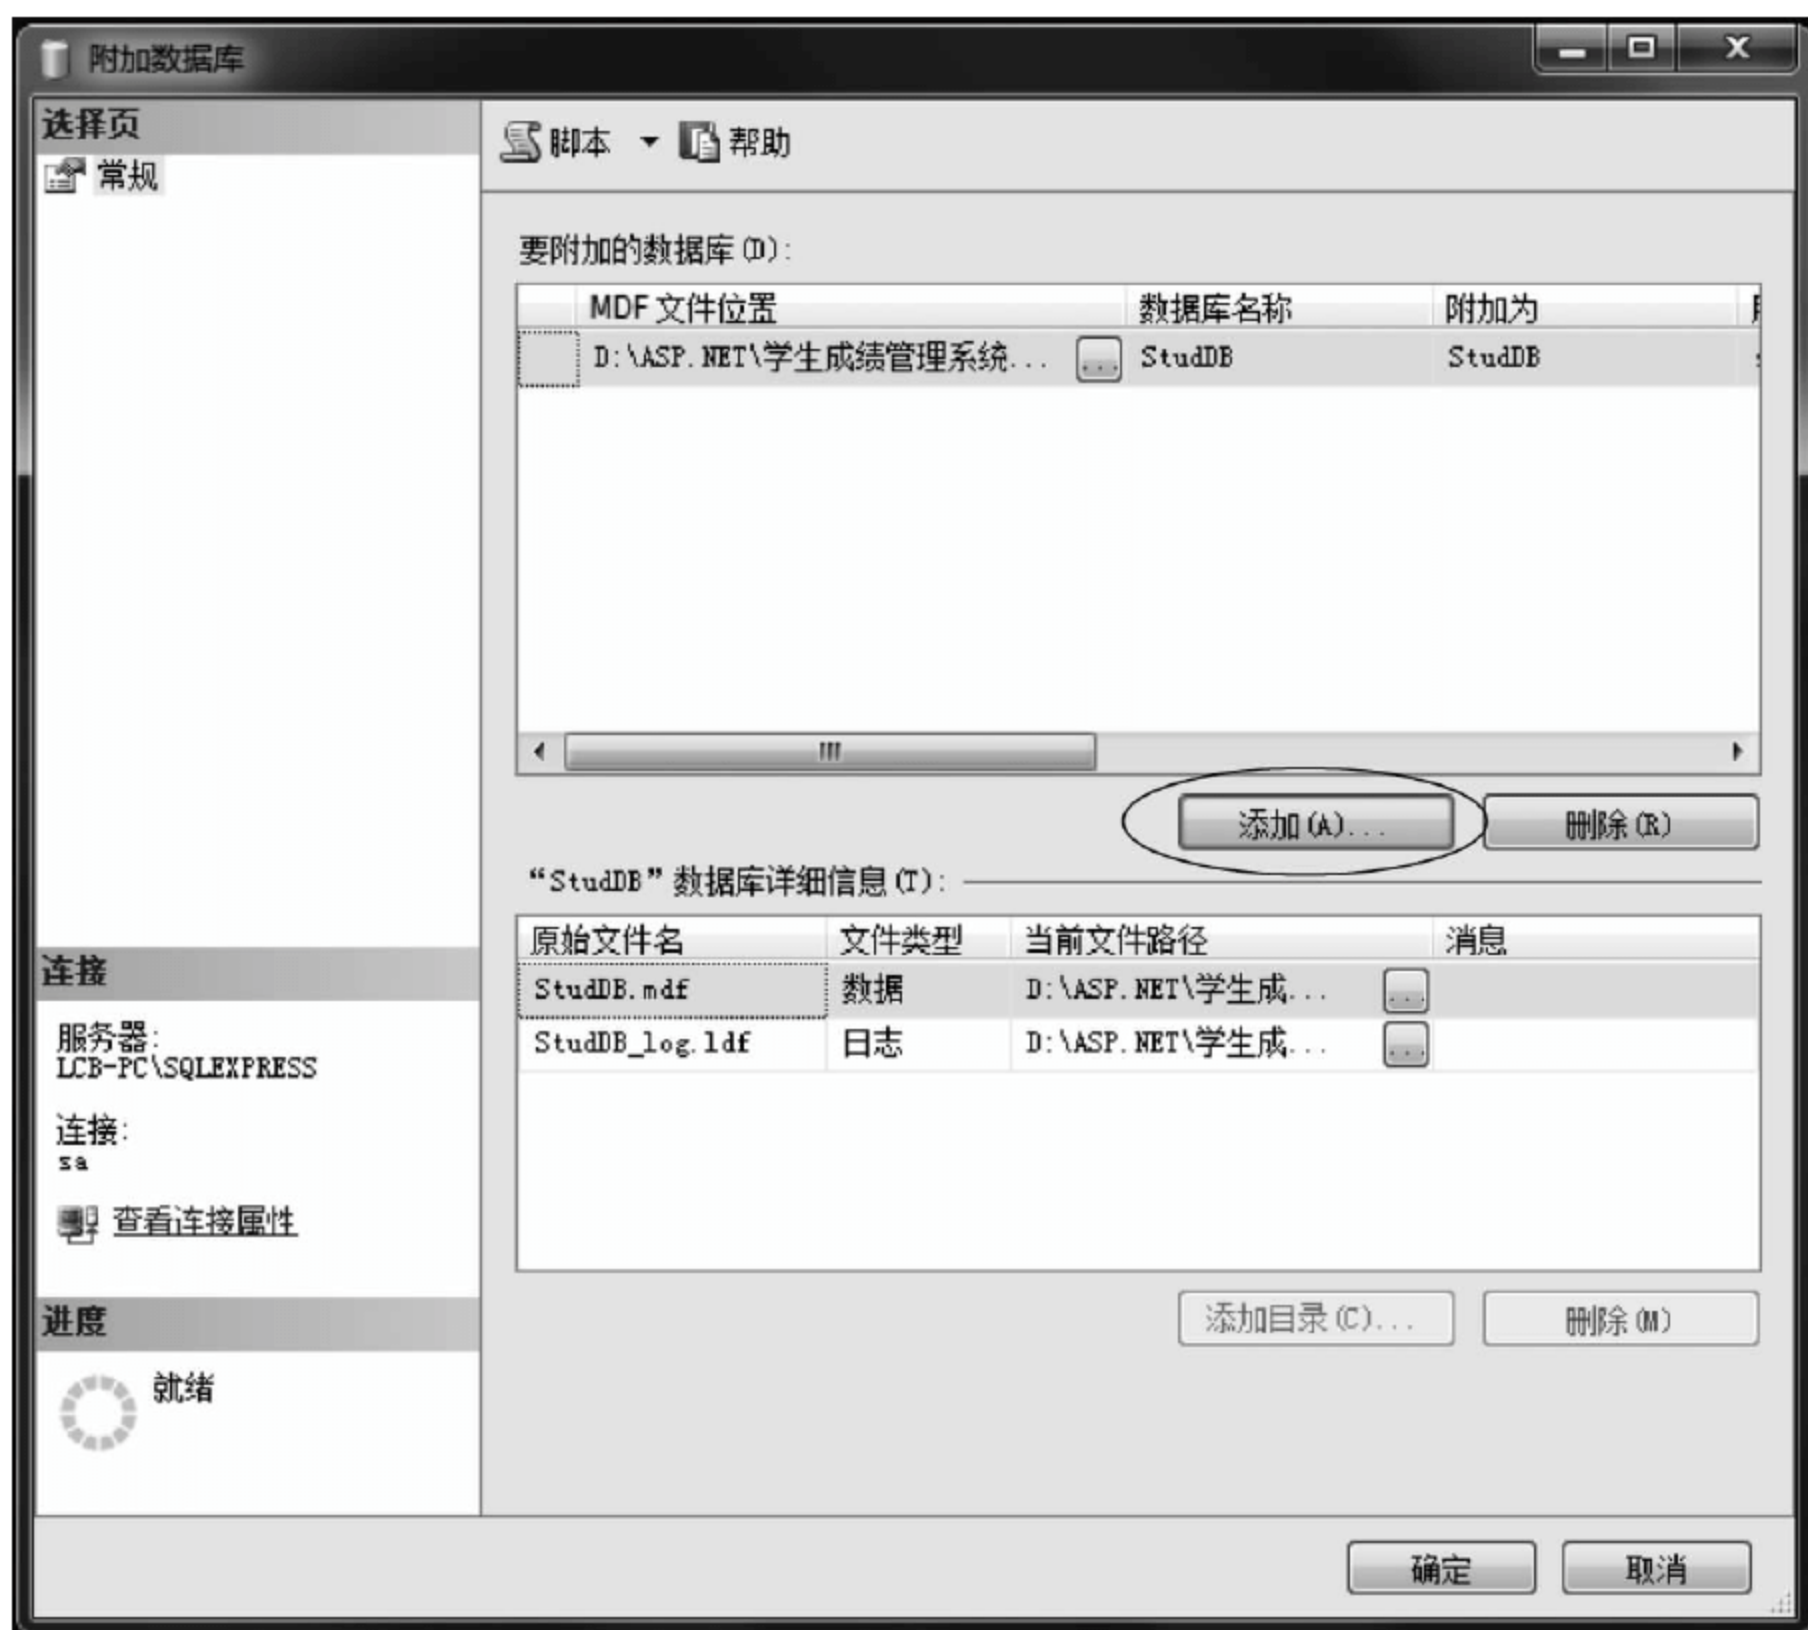 附加数据库
选择页
常规
脚本 帮助
要附加的数据库(D):
MDF 文件位置 数据库名称 附加为
D:\ASP.NET\学生成绩管理系统... ... StudDB StudDB
添加(A)... 删除(R)
“StudDB”数据库详细信息(T):
原始文件名 文件类型 当前文件路径 消息
StudDB.mdf 数据 D:\ASP.NET\学生成... ...
StudDB_log.ldf 日志 D:\ASP.NET\学生成... ...
连接
服务器:
LCB-PC\SQLEXPRESS
连接:
sa
查看连接属性
添加目录(C)... 删除(M)
进度
就绪
确定 取消